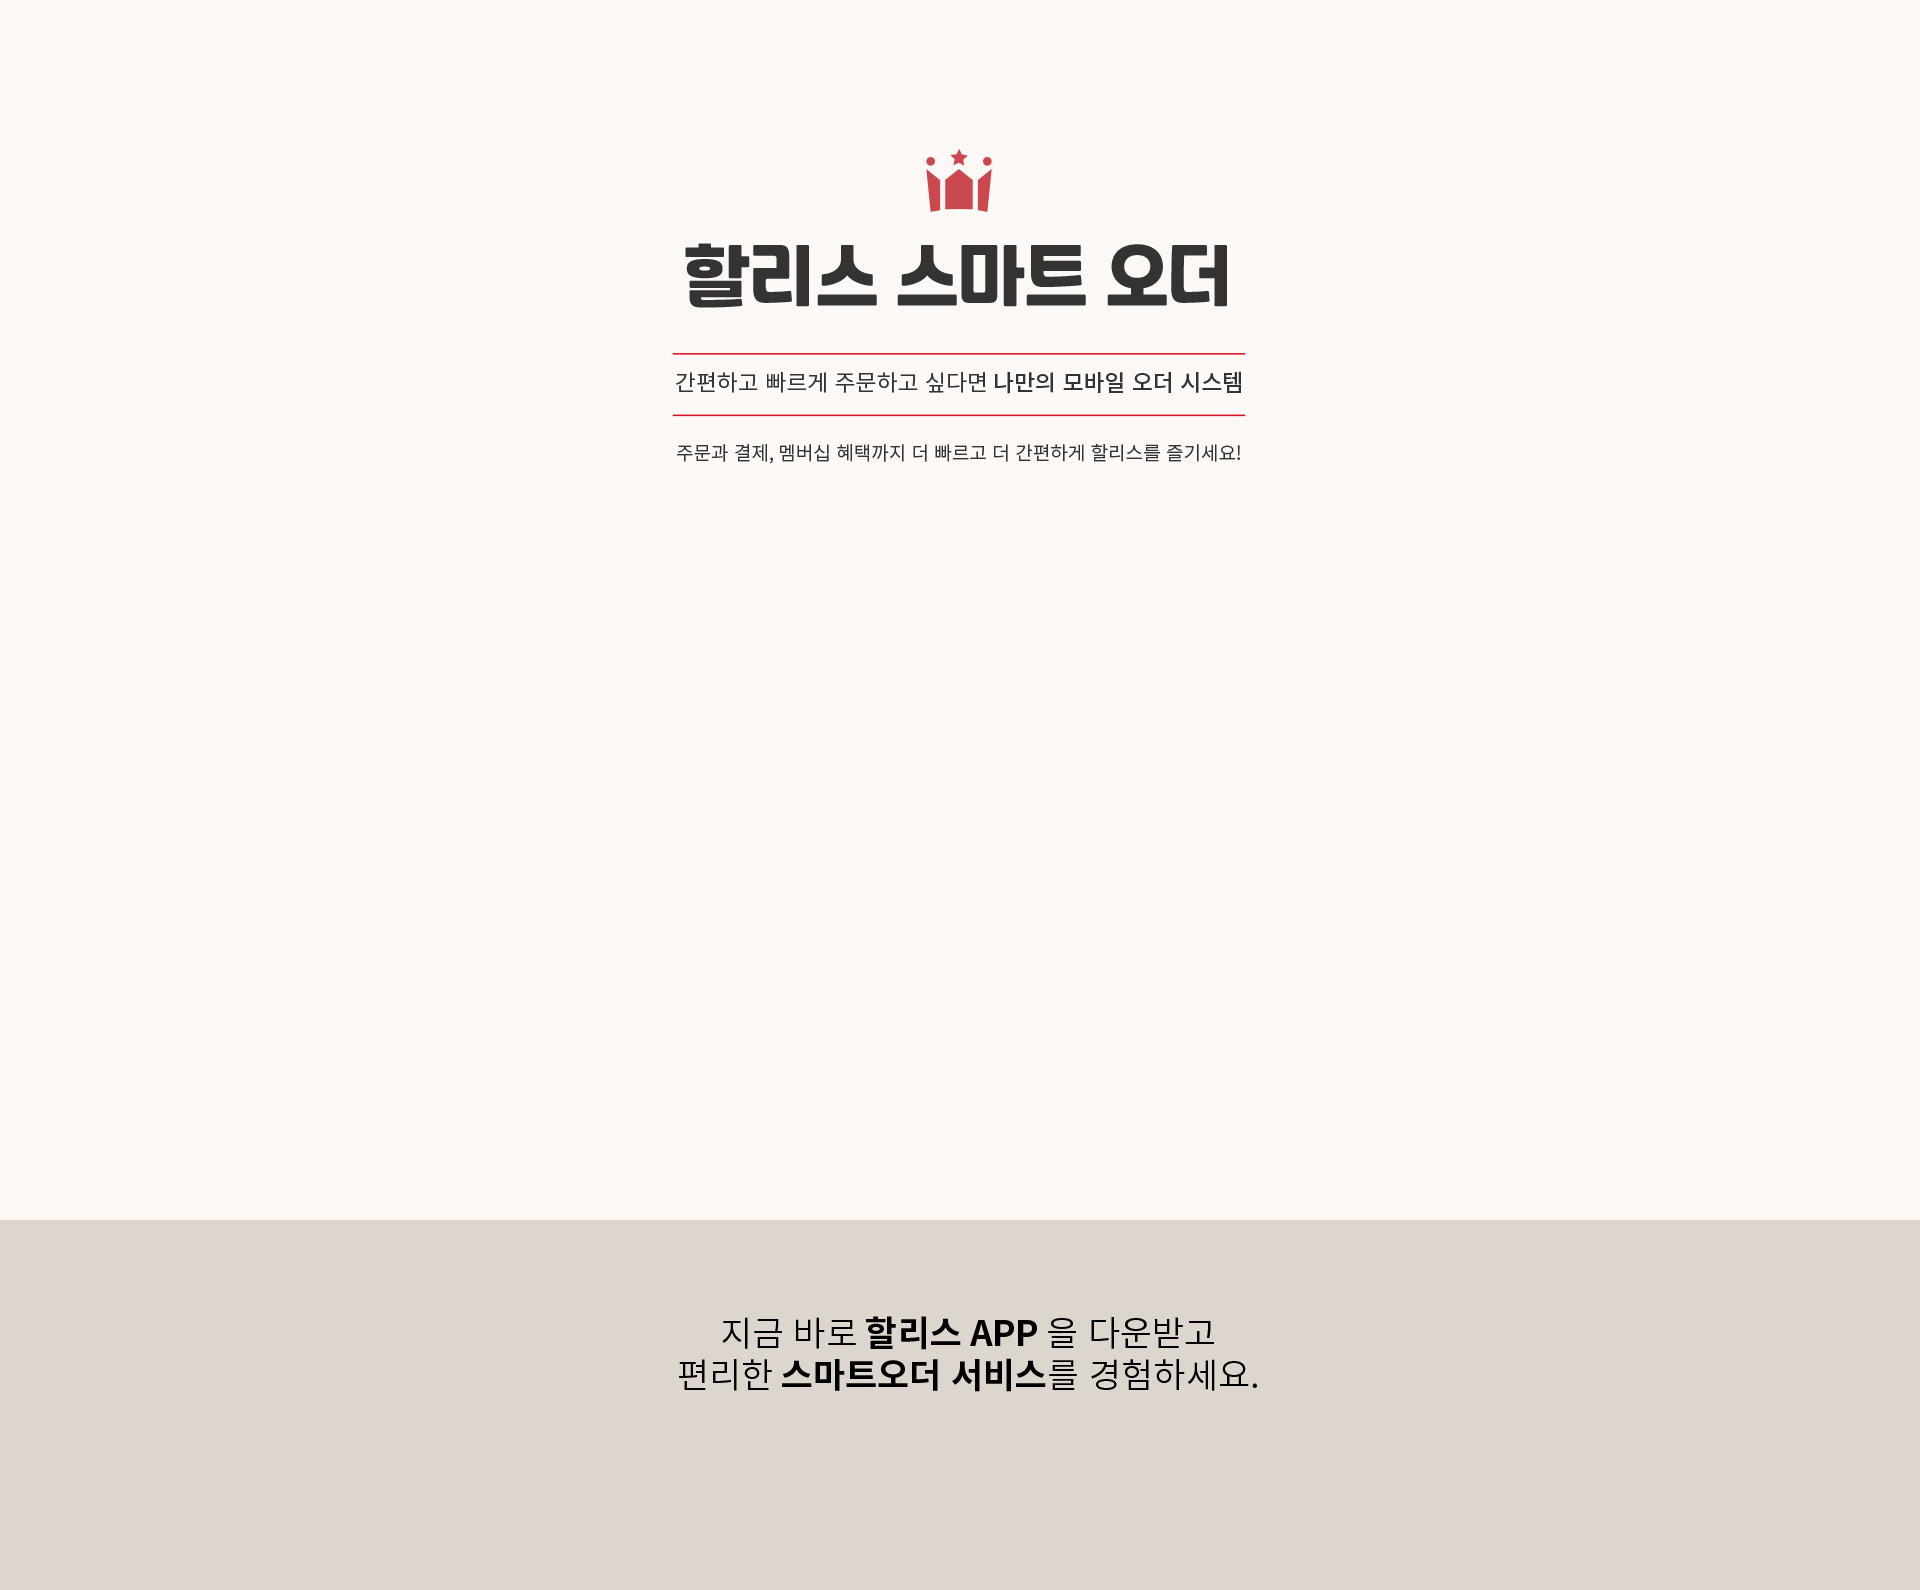 할리스 스마트 오더
간편하고 빠르게 주문하고 싶다면 나만의 모바일 오더 시스템
주문과 결제, 멤버십 혜택까지 더 빠르고 더 간편하게 할리스를 즐기세요!
지금 바로 할리스 APP 을 다운받고
편리한 스마트오더 서비스를 경험하세요.